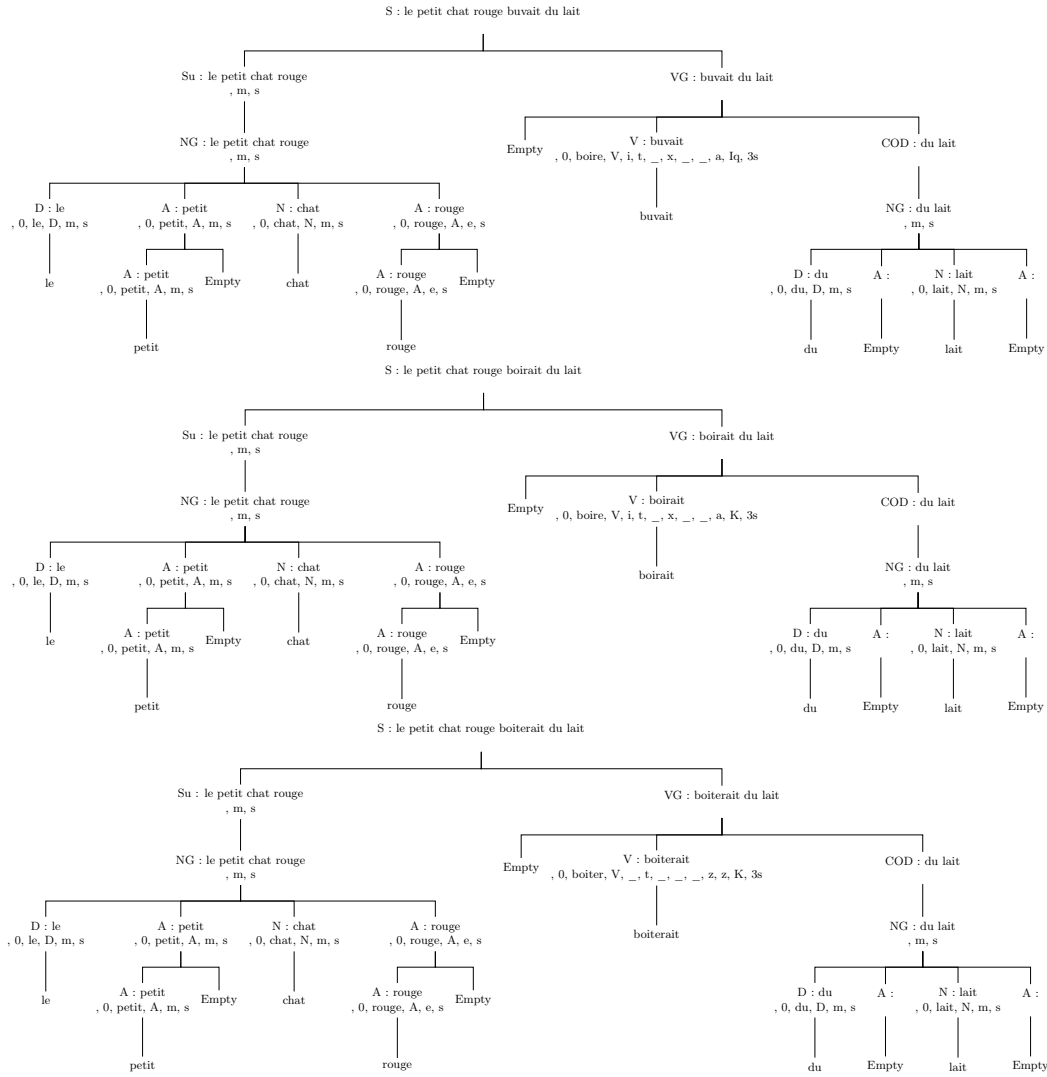 S : le petit chat rouge buvait du lait
Su : le petit chat rouge
, m, s
VG : buvait du lait
NG : le petit chat rouge
, m, s
Empty
V : buvait
, 0, boire, V, i, t, _, x, _, _, a, Iq, 3s
COD : du lait
D : le
, 0, le, D, m, s
A : petit
, 0, petit, A, m, s
N : chat
, 0, chat, N, m, s
A : rouge
, 0, rouge, A, e, s
buvait
NG : du lait
, m, s
le
A : petit
, 0, petit, A, m, s
Empty
chat
A : rouge
, 0, rouge, A, e, s
Empty
D : du
, 0, du, D, m, s
A :
N : lait
, 0, lait, N, m, s
A :
petit
rouge
du
Empty
lait
Empty
S : le petit chat rouge boirait du lait
Su : le petit chat rouge
, m, s
VG : boirait du lait
NG : le petit chat rouge
, m, s
Empty
V : boirait
, 0, boire, V, i, t, _, x, _, _, a, K, 3s
COD : du lait
D : le
, 0, le, D, m, s
A : petit
, 0, petit, A, m, s
N : chat
, 0, chat, N, m, s
A : rouge
, 0, rouge, A, e, s
boirait
NG : du lait
, m, s
le
A : petit
, 0, petit, A, m, s
Empty
chat
A : rouge
, 0, rouge, A, e, s
Empty
D : du
, 0, du, D, m, s
A :
N : lait
, 0, lait, N, m, s
A :
petit
rouge
du
Empty
lait
Empty
S : le petit chat rouge boiterait du lait
Su : le petit chat rouge
, m, s
VG : boiterait du lait
NG : le petit chat rouge
, m, s
Empty
V : boiterait
, 0, boiter, V, _, t, _, _, _, z, z, K, 3s
COD : du lait
D : le
, 0, le, D, m, s
A : petit
, 0, petit, A, m, s
N : chat
, 0, chat, N, m, s
A : rouge
, 0, rouge, A, e, s
boiterait
NG : du lait
, m, s
le
A : petit
, 0, petit, A, m, s
Empty
chat
A : rouge
, 0, rouge, A, e, s
Empty
D : du
, 0, du, D, m, s
A :
N : lait
, 0, lait, N, m, s
A :
petit
rouge
du
Empty
lait
Empty